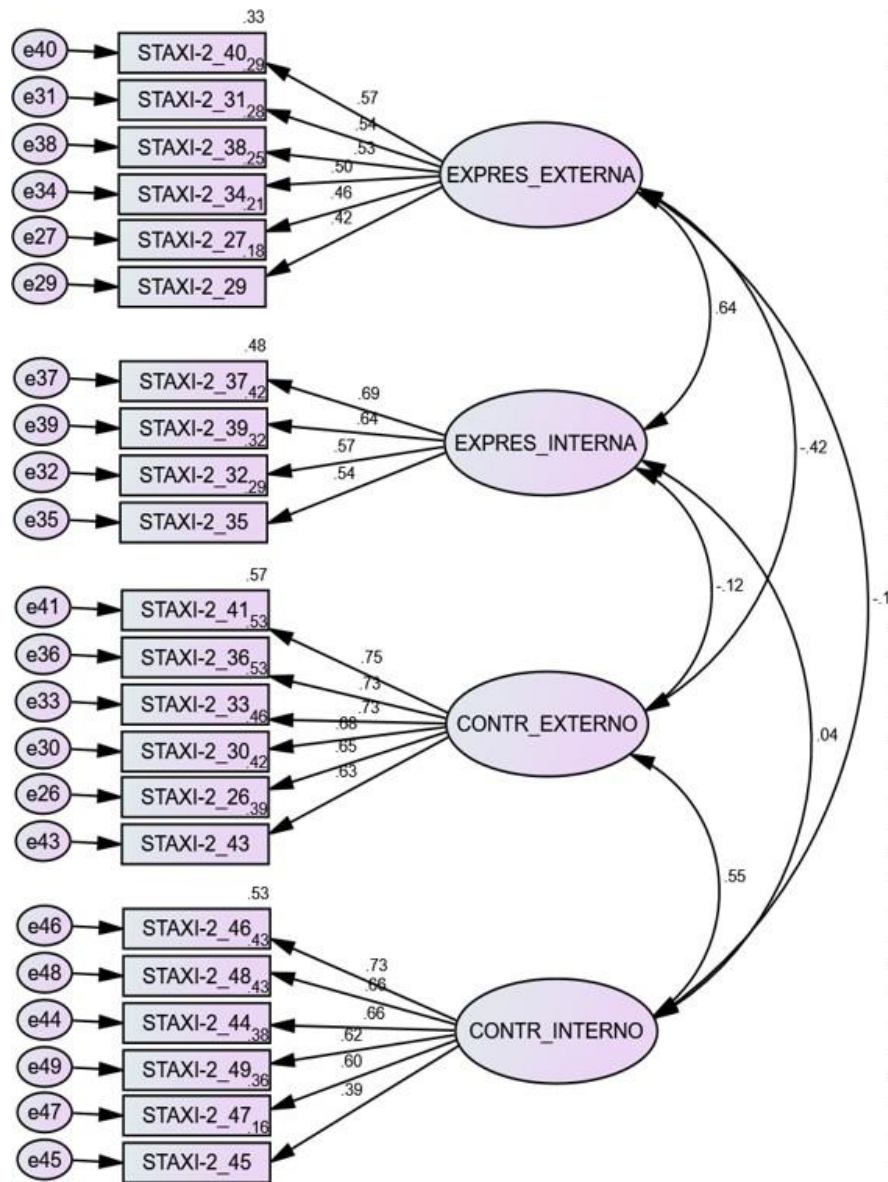 .33
e40 STAXI-2_40
.29
e31 STAXI-2_31
.28
e38 STAXI-2_38
.25
e34 STAXI-2_34
.21
e27 STAXI-2_27
.18
e29 STAXI-2_29
.57
.54
.53
.50
.46
.42
EXPRES_EXTERNA
.48
e37 STAXI-2_37
.42
e39 STAXI-2_39
.32
e32 STAXI-2_32
.29
e35 STAXI-2_35
.69
.64
.57
.54
EXPRES_INTERNA
.57
e41 STAXI-2_41
.53
e36 STAXI-2_36
.53
e33 STAXI-2_33
.46
e30 STAXI-2_30
.42
e26 STAXI-2_26
.39
e43 STAXI-2_43
.75
.73
.73
.68
.65
.63
CONTR_EXTERNO
.53
e46 STAXI-2_46
.43
e48 STAXI-2_48
.43
e44 STAXI-2_44
.38
e49 STAXI-2_49
.36
e47 STAXI-2_47
.16
e45 STAXI-2_45
.73
.66
.66
.62
.60
.39
CONTR_INTERNO
.64
-.42
-.12
.04
.55